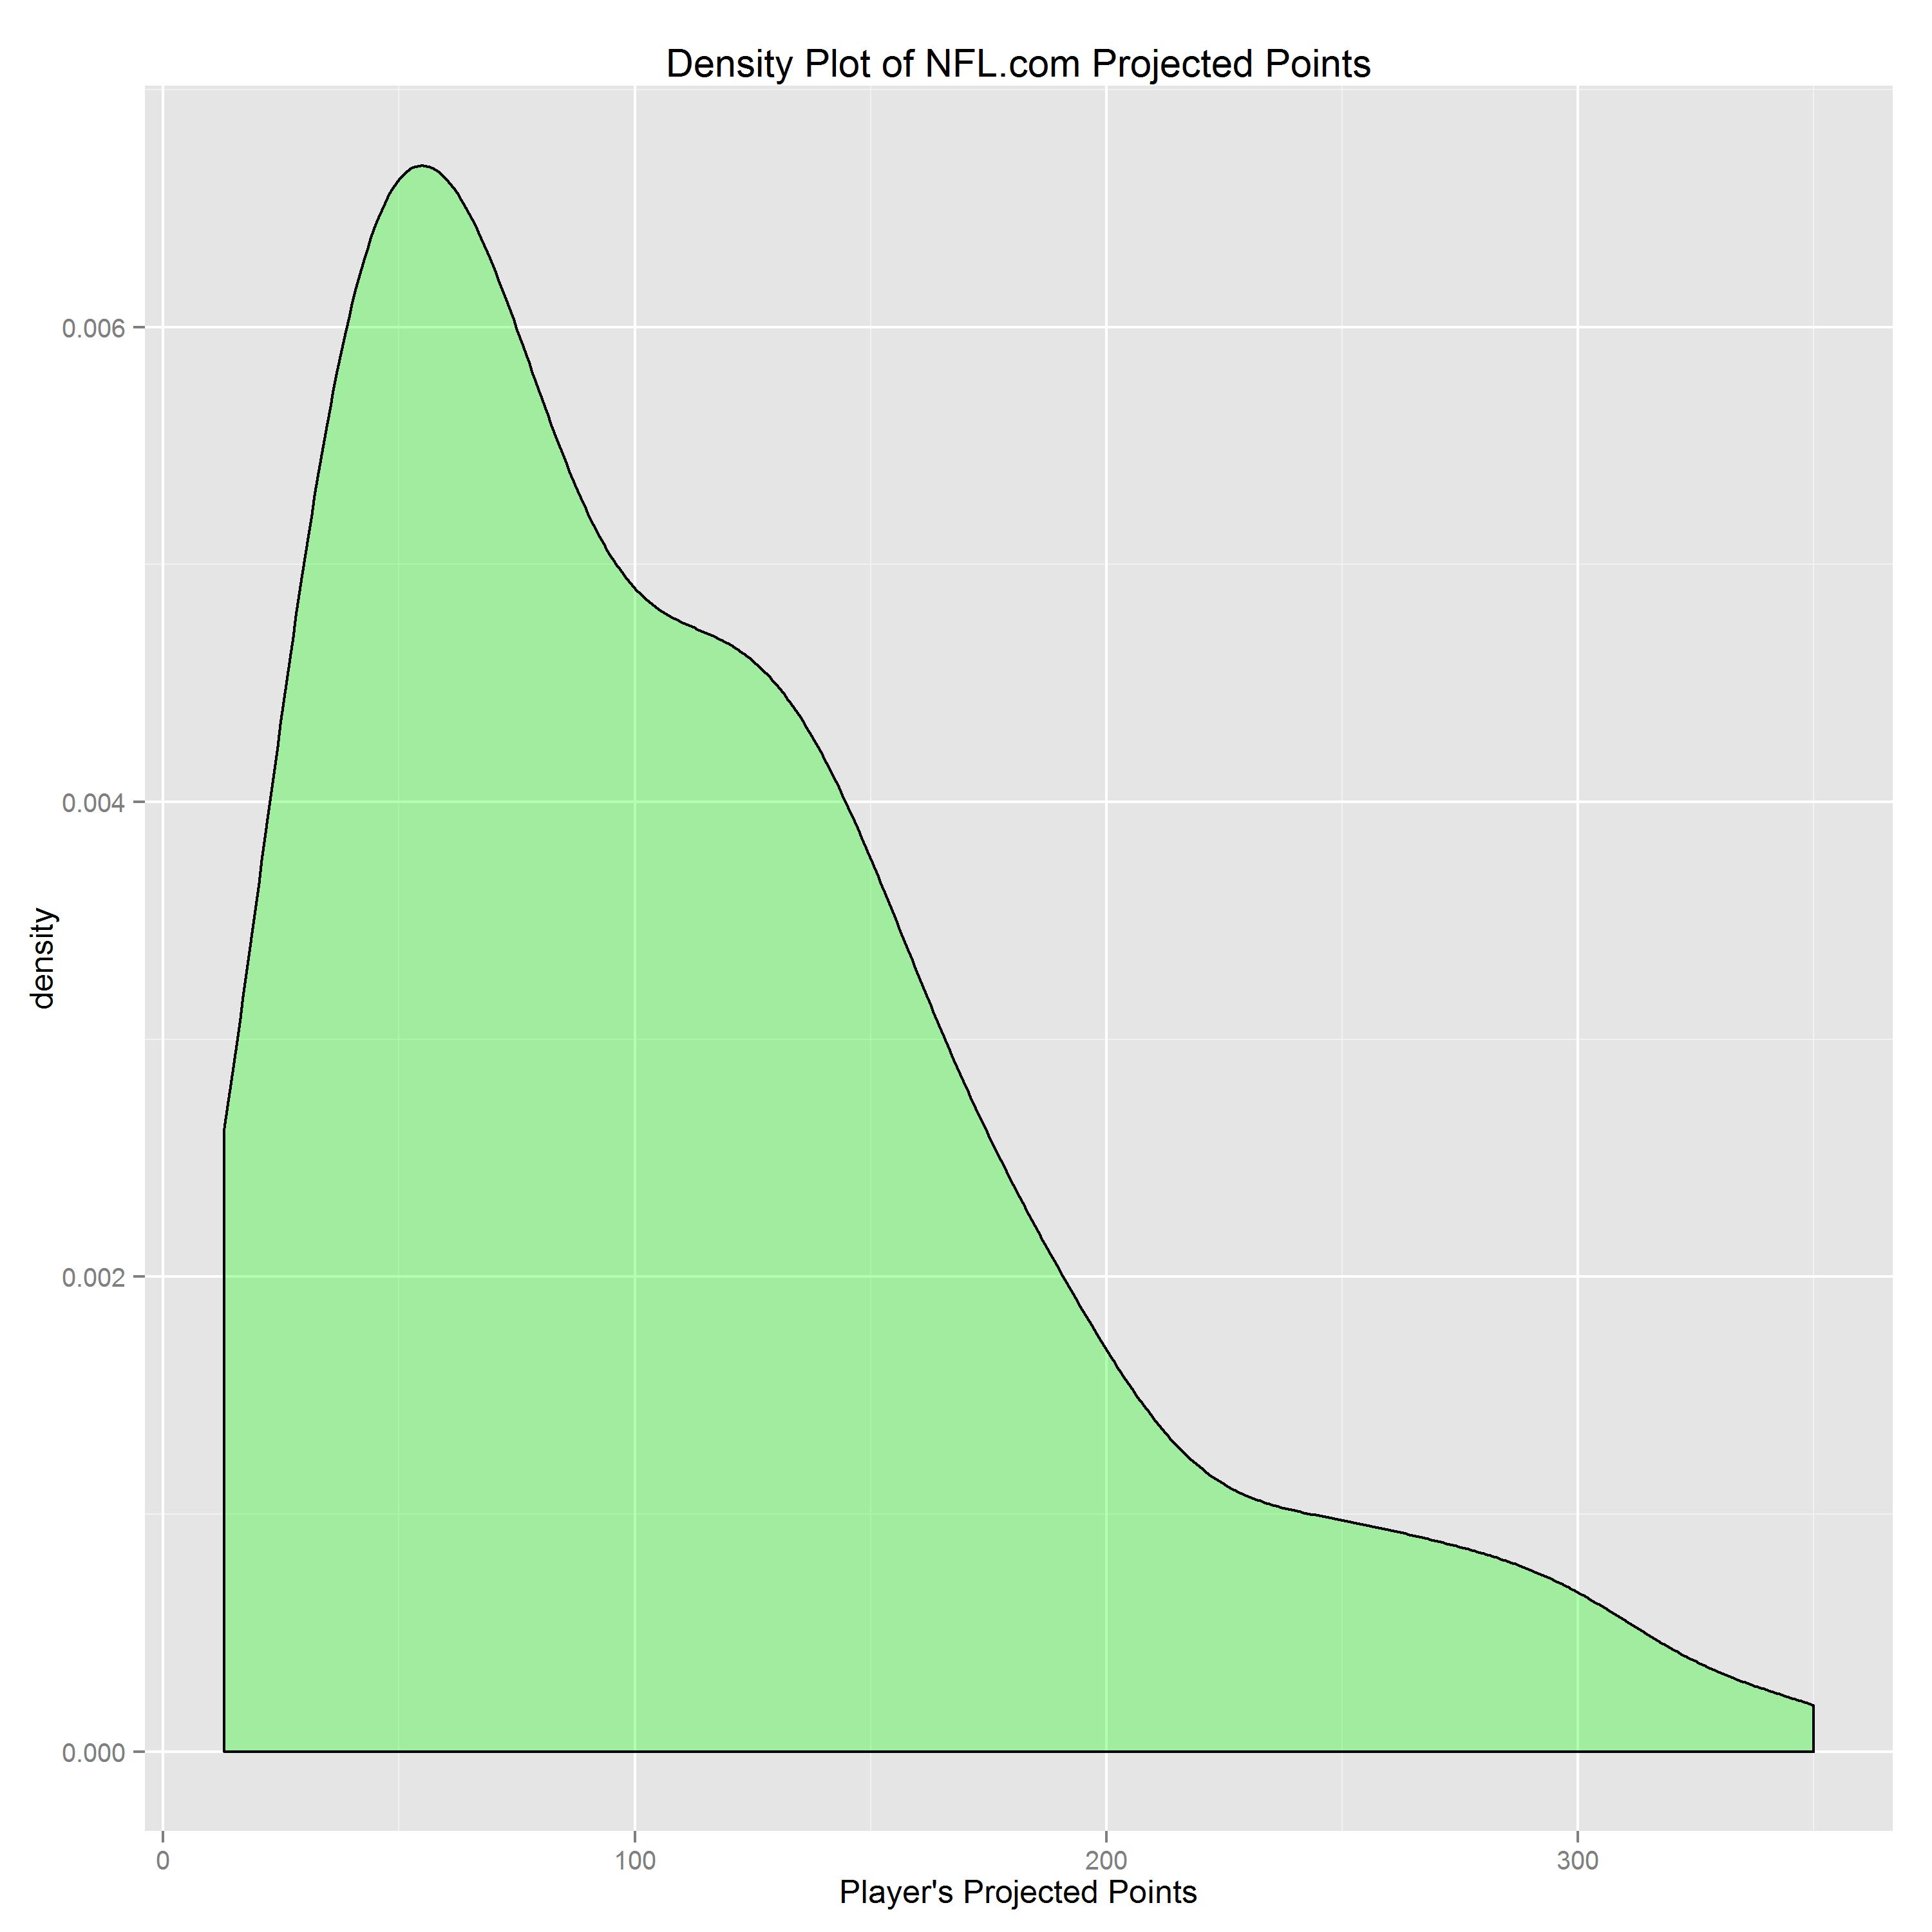 Density Plot of NFL.com Projected Points
density
0.006
0.004
0.002
0.000
0 100 200 300
Player's Projected Points